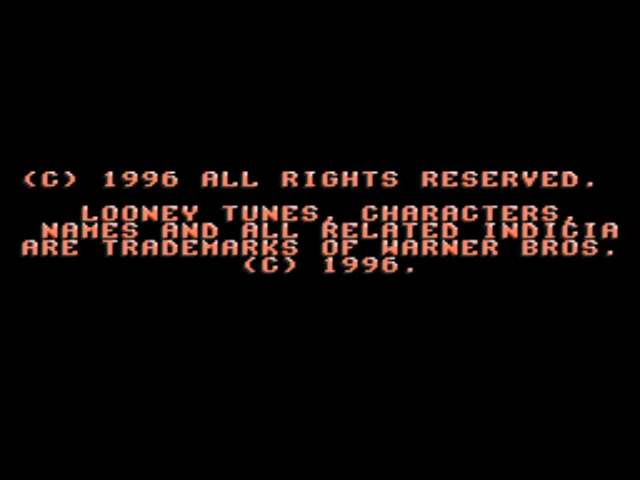 (C) 1996 ALL RIGHTS RESERVED.
LOONEY TUNES, CHARACTERS,
NAMES AND ALL RELATED INDICIA
ARE TRADEMARKS OF WARNER BROS.
(C) 1996.